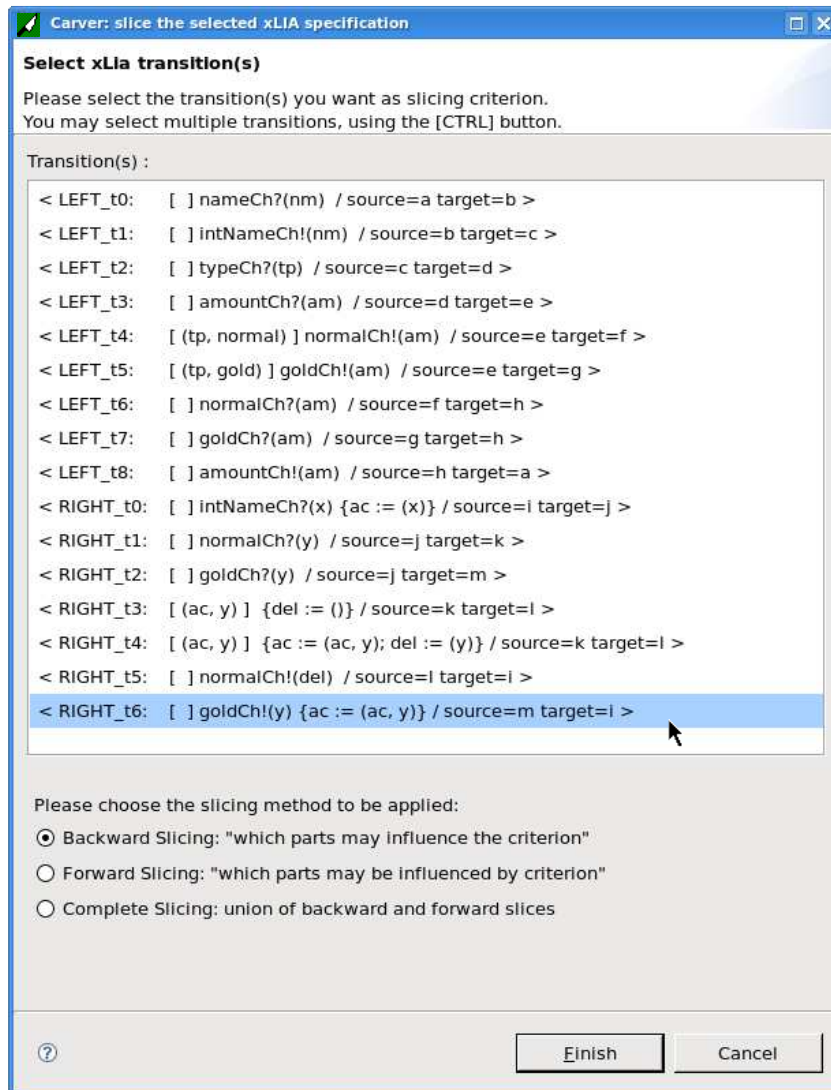 Carver: slice the selected xLIA specification
Select xLia transition(s)
Please select the transition(s) you want as slicing criterion.
You may select multiple transitions, using the [CTRL] button.
Transition(s) :
< LEFT_t0: [ ] nameCh?(nm) / source=a target=b >
< LEFT_t1: [ ] intNameCh!(nm) / source=b target=c >
< LEFT_t2: [ ] typeCh?(tp) / source=c target=d >
< LEFT_t3: [ ] amountCh?(am) / source=d target=e >
< LEFT_t4: [ (tp, normal) ] normalCh!(am) / source=e target=f >
< LEFT_t5: [ (tp, gold) ] goldCh!(am) / source=e target=g >
< LEFT_t6: [ ] normalCh?(am) / source=f target=h >
< LEFT_t7: [ ] goldCh?(am) / source=g target=h >
< LEFT_t8: [ ] amountCh!(am) / source=h target=a >
< RIGHT_t0: [ ] intNameCh?(x) {ac := (x)} / source=i target=j >
< RIGHT_t1: [ ] normalCh?(y) / source=j target=k >
< RIGHT_t2: [ ] goldCh?(y) / source=j target=m >
< RIGHT_t3: [ (ac, y) ] {del := ()} / source=k target=l >
< RIGHT_t4: [ (ac, y) ] {ac := (ac, y); del := (y)} / source=k target=l >
< RIGHT_t5: [ ] normalCh!(del) / source=l target=i >
< RIGHT_t6: [ ] goldCh!(y) {ac := (ac, y)} / source=m target=i >
Please choose the slicing method to be applied:
Backward Slicing: "which parts may influence the criterion"
Forward Slicing: "which parts may be influenced by criterion"
Complete Slicing: union of backward and forward slices
?
Finish
Cancel